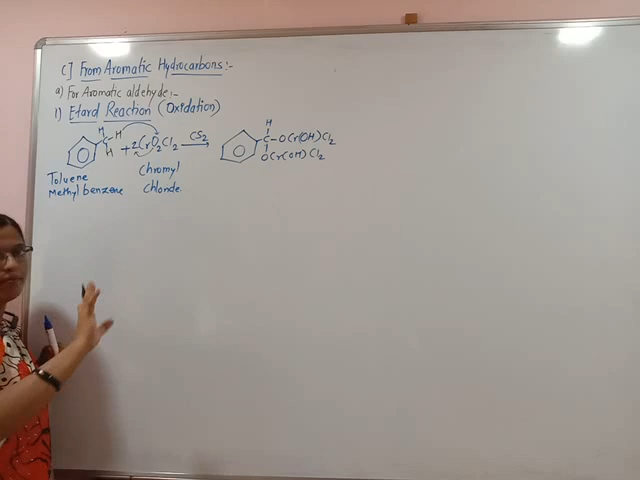 C] From Aromatic Hydrocarbons:-
a) For Aromatic aldehyde:-
1) Etard Reaction (Oxidation)
H
C - H + 2CrO2Cl2 CS2 → C - OCr(OH)Cl2
H OCr(OH)Cl2
Toluene Chromyl
Methyl benzene chloride